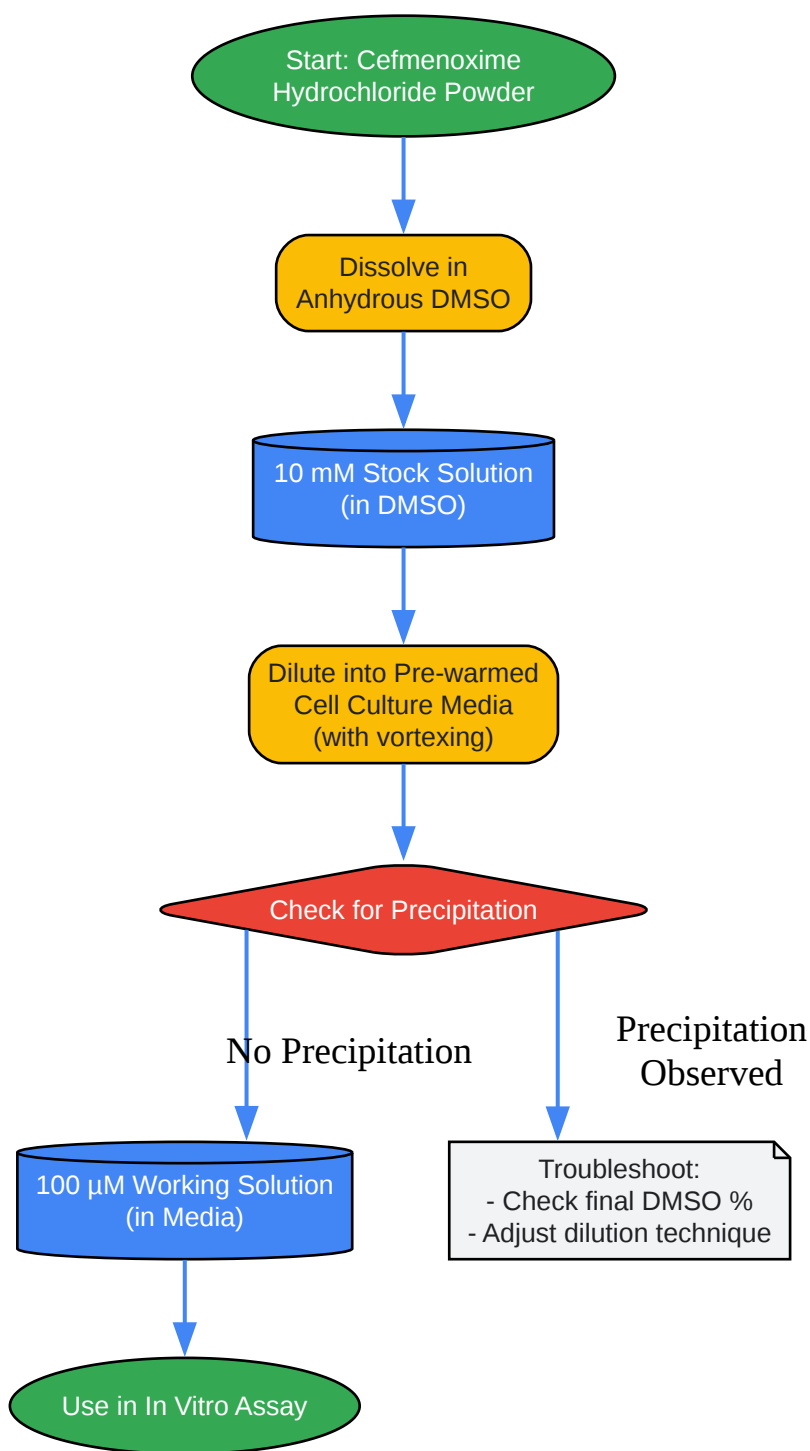 Start: Cefmenoxime
Hydrochloride Powder
Dissolve in
Anhydrous DMSO
10 mM Stock Solution
(in DMSO)
Dilute into Pre-warmed
Cell Culture Media
(with vortexing)
Check for Precipitation
No Precipitation
Precipitation
Observed
100 µM Working Solution
(in Media)
Troubleshoot:
- Check final DMSO %
- Adjust dilution technique
Use in In Vitro Assay